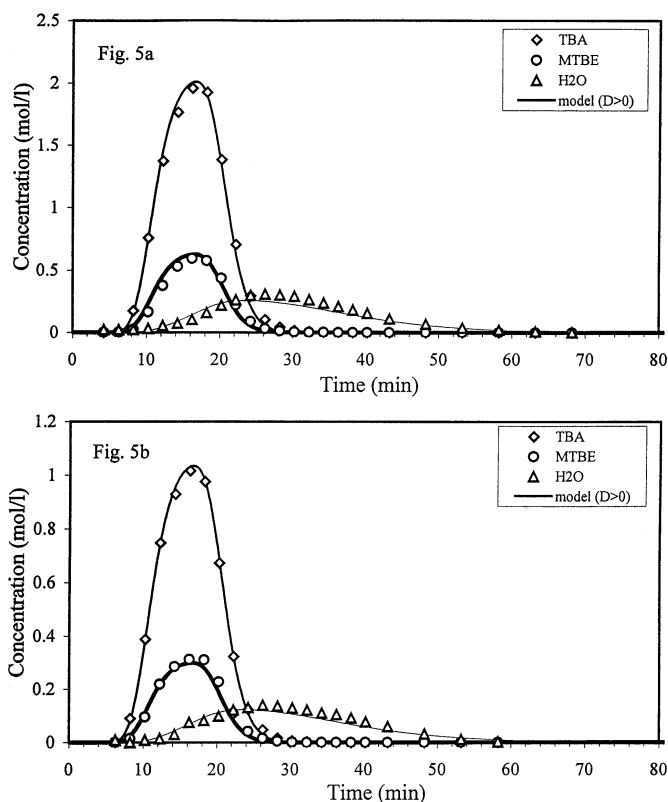 Fig. 5a
TBA
MTBE
H2O
model (D>0)
Concentration (mol/l)
2.5
2
1.5
1
0.5
0
0 10 20 30 40 50 60 70 80
Time (min)
Fig. 5b
TBA
MTBE
H2O
model (D>0)
Concentration (mol/l)
1.2
1
0.8
0.6
0.4
0.2
0
0 10 20 30 40 50 60 70 80
Time (min)